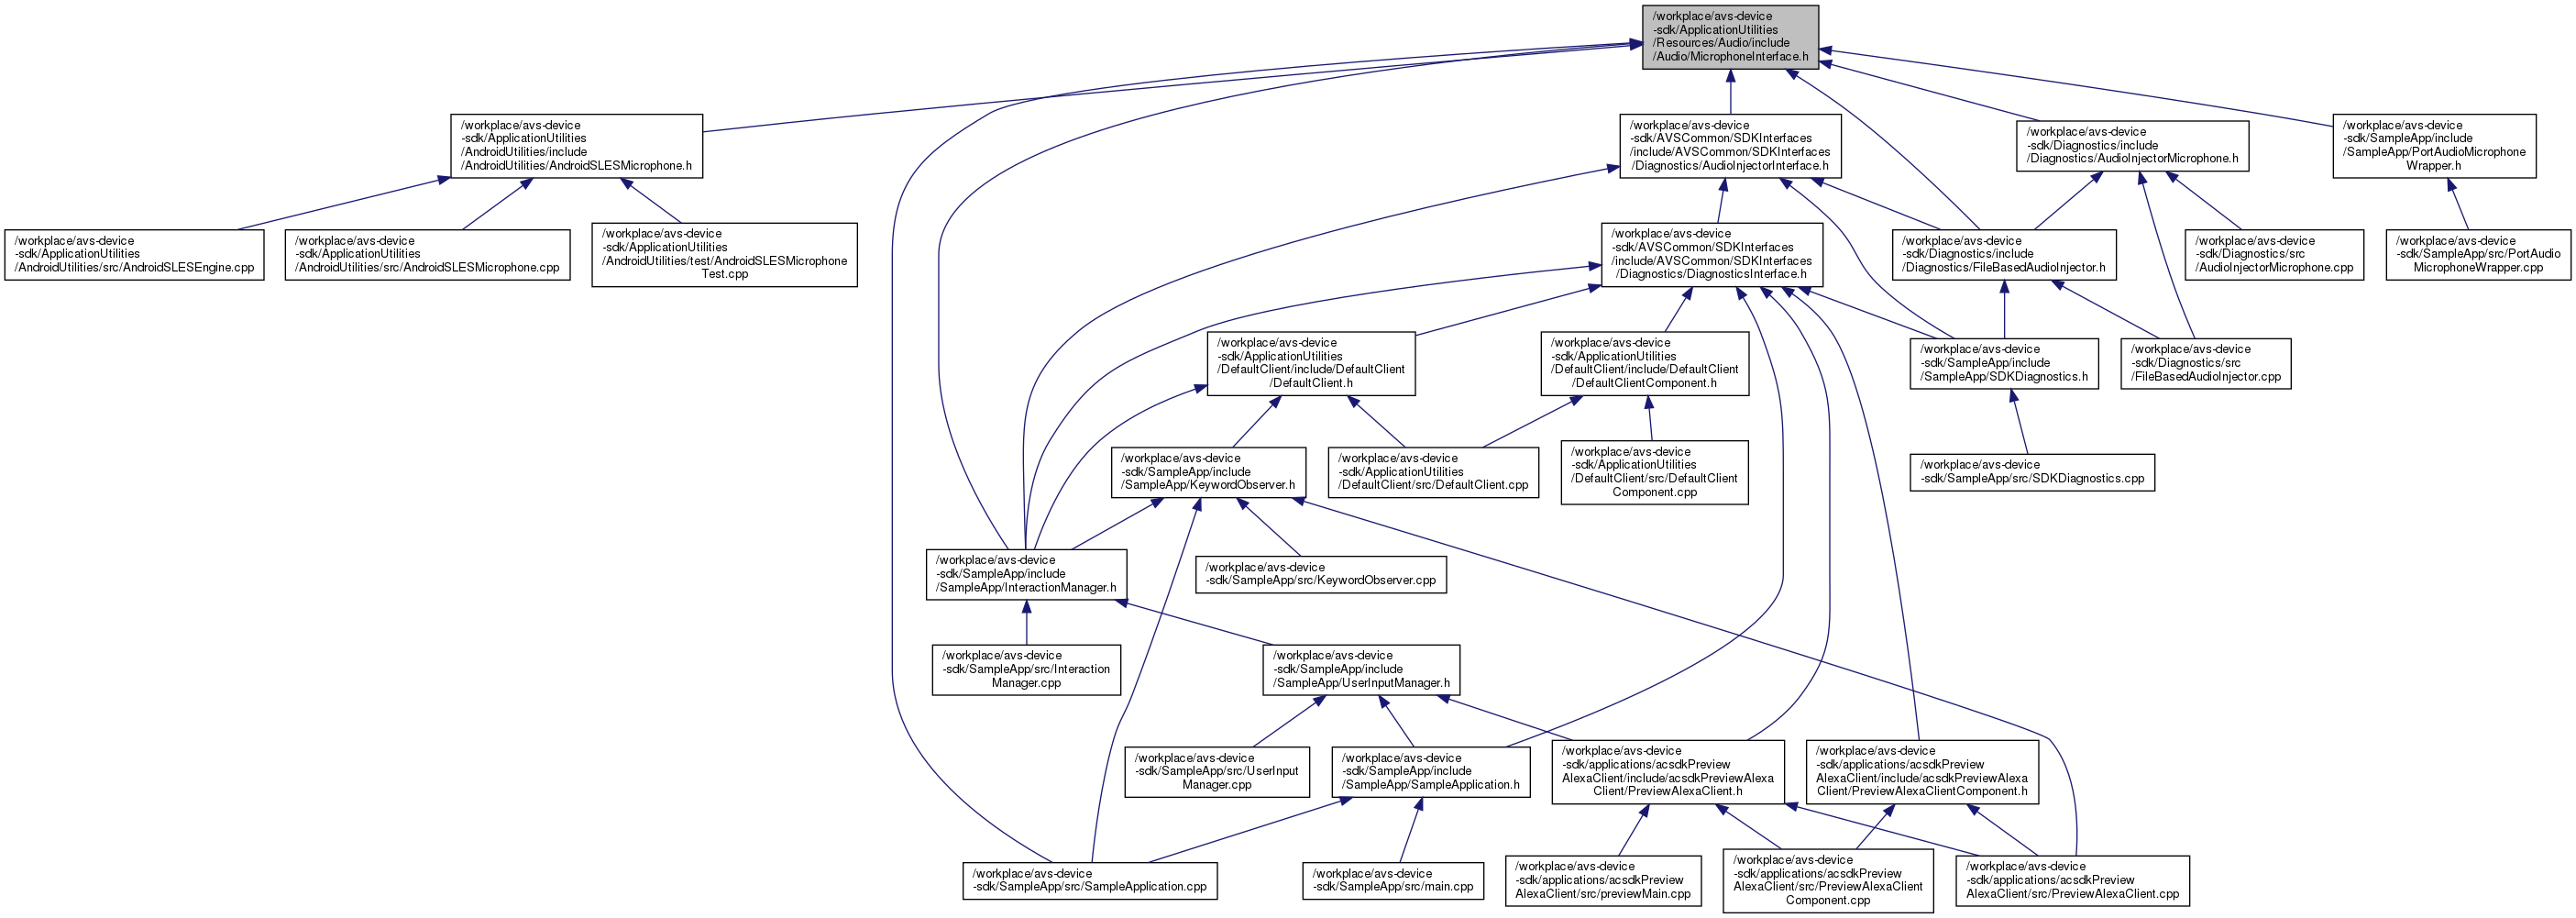 /workplace/avs-device
-sdk/ApplicationUtilities
/Resources/Audio/include
/Audio/MicrophoneInterface.h
/workplace/avs-device
-sdk/ApplicationUtilities
/AndroidUtilities/include
/AndroidUtilities/AndroidSLESMicrophone.h
/workplace/avs-device
-sdk/AVSCommon/SDKInterfaces
/include/AVSCommon/SDKInterfaces
/Diagnostics/AudioInjectorInterface.h
/workplace/avs-device
-sdk/Diagnostics/include
/Diagnostics/AudioInjectorMicrophone.h
/workplace/avs-device
-sdk/SampleApp/include
/SampleApp/PortAudioMicrophone
Wrapper.h
/workplace/avs-device
-sdk/ApplicationUtilities
/AndroidUtilities/src/AndroidSLESEngine.cpp
/workplace/avs-device
-sdk/ApplicationUtilities
/AndroidUtilities/src/AndroidSLESMicrophone.cpp
/workplace/avs-device
-sdk/ApplicationUtilities
/AndroidUtilities/test/AndroidSLESMicrophone
Test.cpp
/workplace/avs-device
-sdk/AVSCommon/SDKInterfaces
/include/AVSCommon/SDKInterfaces
/Diagnostics/DiagnosticsInterface.h
/workplace/avs-device
-sdk/Diagnostics/include
/Diagnostics/FileBasedAudioInjector.h
/workplace/avs-device
-sdk/Diagnostics/src
/AudioInjectorMicrophone.cpp
/workplace/avs-device
-sdk/SampleApp/src/PortAudio
MicrophoneWrapper.cpp
/workplace/avs-device
-sdk/ApplicationUtilities
/DefaultClient/include/DefaultClient
/DefaultClient.h
/workplace/avs-device
-sdk/ApplicationUtilities
/DefaultClient/include/DefaultClient
/DefaultClientComponent.h
/workplace/avs-device
-sdk/SampleApp/include
/SampleApp/SDKDiagnostics.h
/workplace/avs-device
-sdk/Diagnostics/src
/FileBasedAudioInjector.cpp
/workplace/avs-device
-sdk/SampleApp/include
/SampleApp/KeywordObserver.h
/workplace/avs-device
-sdk/ApplicationUtilities
/DefaultClient/src/DefaultClient.cpp
/workplace/avs-device
-sdk/ApplicationUtilities
/DefaultClient/src/DefaultClient
Component.cpp
/workplace/avs-device
-sdk/SampleApp/src/SDKDiagnostics.cpp
/workplace/avs-device
-sdk/SampleApp/include
/SampleApp/InteractionManager.h
/workplace/avs-device
-sdk/SampleApp/src/KeywordObserver.cpp
/workplace/avs-device
-sdk/SampleApp/src/Interaction
Manager.cpp
/workplace/avs-device
-sdk/SampleApp/include
/SampleApp/UserInputManager.h
/workplace/avs-device
-sdk/SampleApp/src/UserInput
Manager.cpp
/workplace/avs-device
-sdk/SampleApp/include
/SampleApp/SampleApplication.h
/workplace/avs-device
-sdk/applications/acsdkPreview
AlexaClient/include/acsdkPreviewAlexa
Client/PreviewAlexaClient.h
/workplace/avs-device
-sdk/applications/acsdkPreview
AlexaClient/include/acsdkPreviewAlexa
Client/PreviewAlexaClientComponent.h
/workplace/avs-device
-sdk/SampleApp/src/SampleApplication.cpp
/workplace/avs-device
-sdk/SampleApp/src/main.cpp
/workplace/avs-device
-sdk/applications/acsdkPreview
AlexaClient/src/previewMain.cpp
/workplace/avs-device
-sdk/applications/acsdkPreview
AlexaClient/src/PreviewAlexaClient
Component.cpp
/workplace/avs-device
-sdk/applications/acsdkPreview
AlexaClient/src/PreviewAlexaClient.cpp